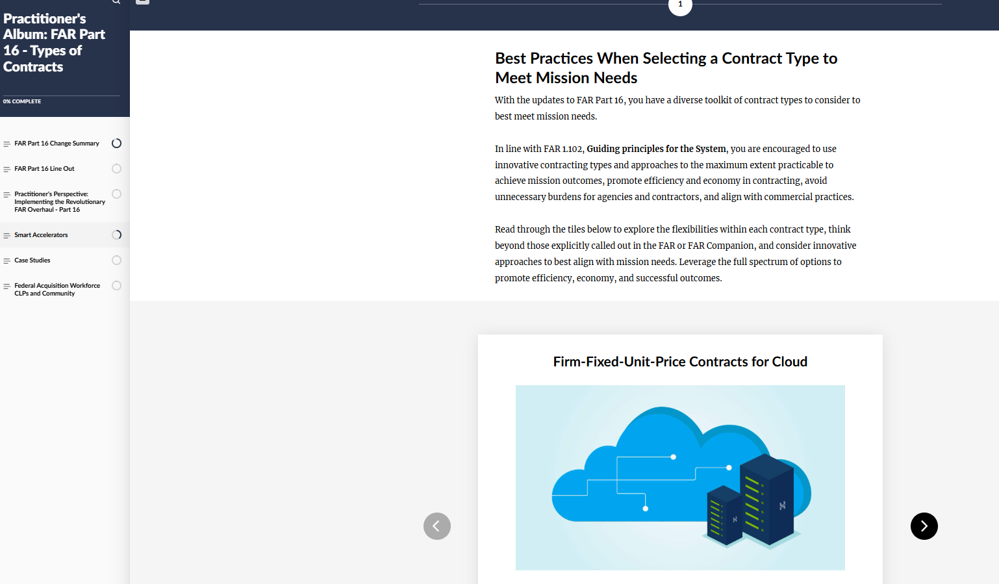 Practitioner's
Album: FAR Part
16 - Types of
Contracts
0% COMPLETE
FAR Part 16 Change Summary
FAR Part 16 Line Out
Practitioner's Perspective:
Implementing the Revolutionary
FAR Overhaul - Part 16
Smart Accelerators
Case Studies
Federal Acquisition Workforce
CLPs and Community
1
Best Practices When Selecting a Contract Type to
Meet Mission Needs
With the updates to FAR Part 16, you have a diverse toolkit of contract types to consider to
best meet mission needs.
In line with FAR 1.102, Guiding principles for the System, you are encouraged to use
innovative contracting types and approaches to the maximum extent practicable to
achieve mission outcomes, promote efficiency and economy in contracting, avoid
unnecessary burdens for agencies and contractors, and align with commercial practices.
Read through the tiles below to explore the flexibilities within each contract type, think
beyond those explicitly called out in the FAR or FAR Companion, and consider innovative
approaches to best align with mission needs. Leverage the full spectrum of options to
promote efficiency, economy, and successful outcomes.
Firm-Fixed-Unit-Price Contracts for Cloud